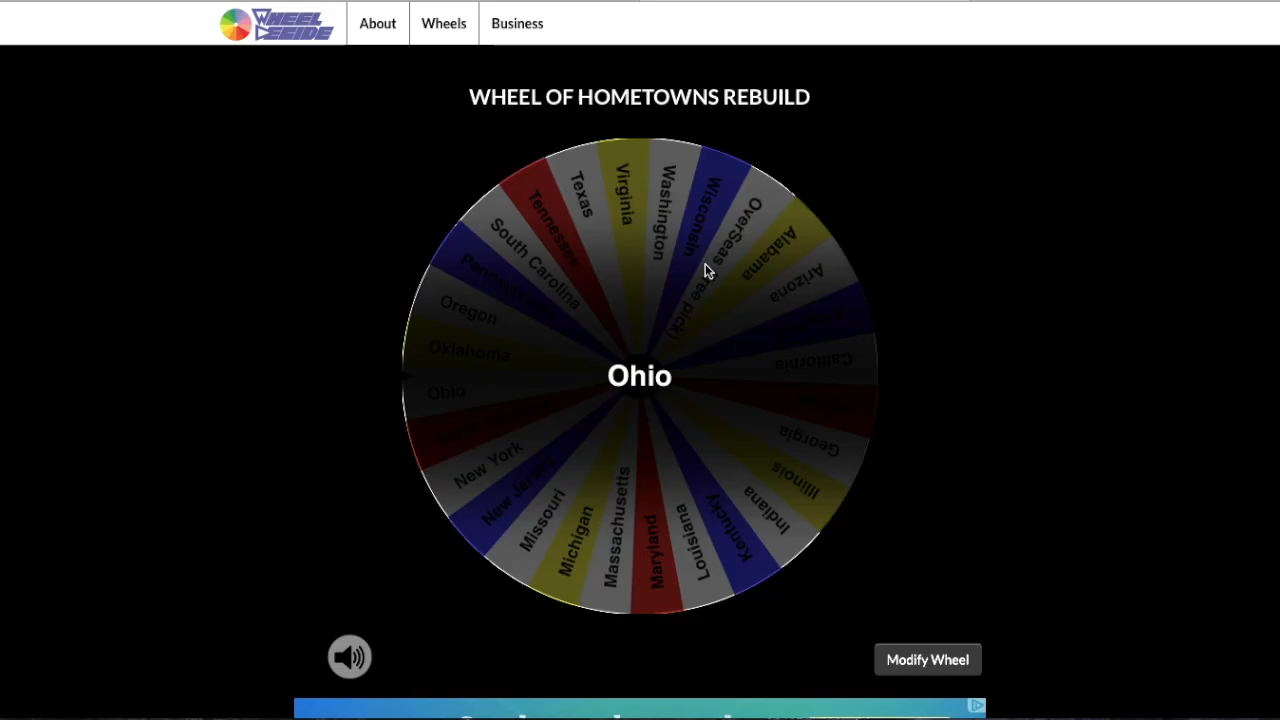 WHEEL
DECIDE
About
Wheels
Business
WHEEL OF HOMETOWNS REBUILD
Virginia
Washington
Wisconsin
OverSeas
Alabama
Arizona
California
Georgia
Illinois
Indiana
Kentucky
Louisiana
Maryland
Massachusetts
Michigan
Missouri
New Jersey
New York
Ohio
Oklahoma
Oregon
Pennsylvania
South Carolina
Tennessee
Texas
Ohio
Modify Wheel